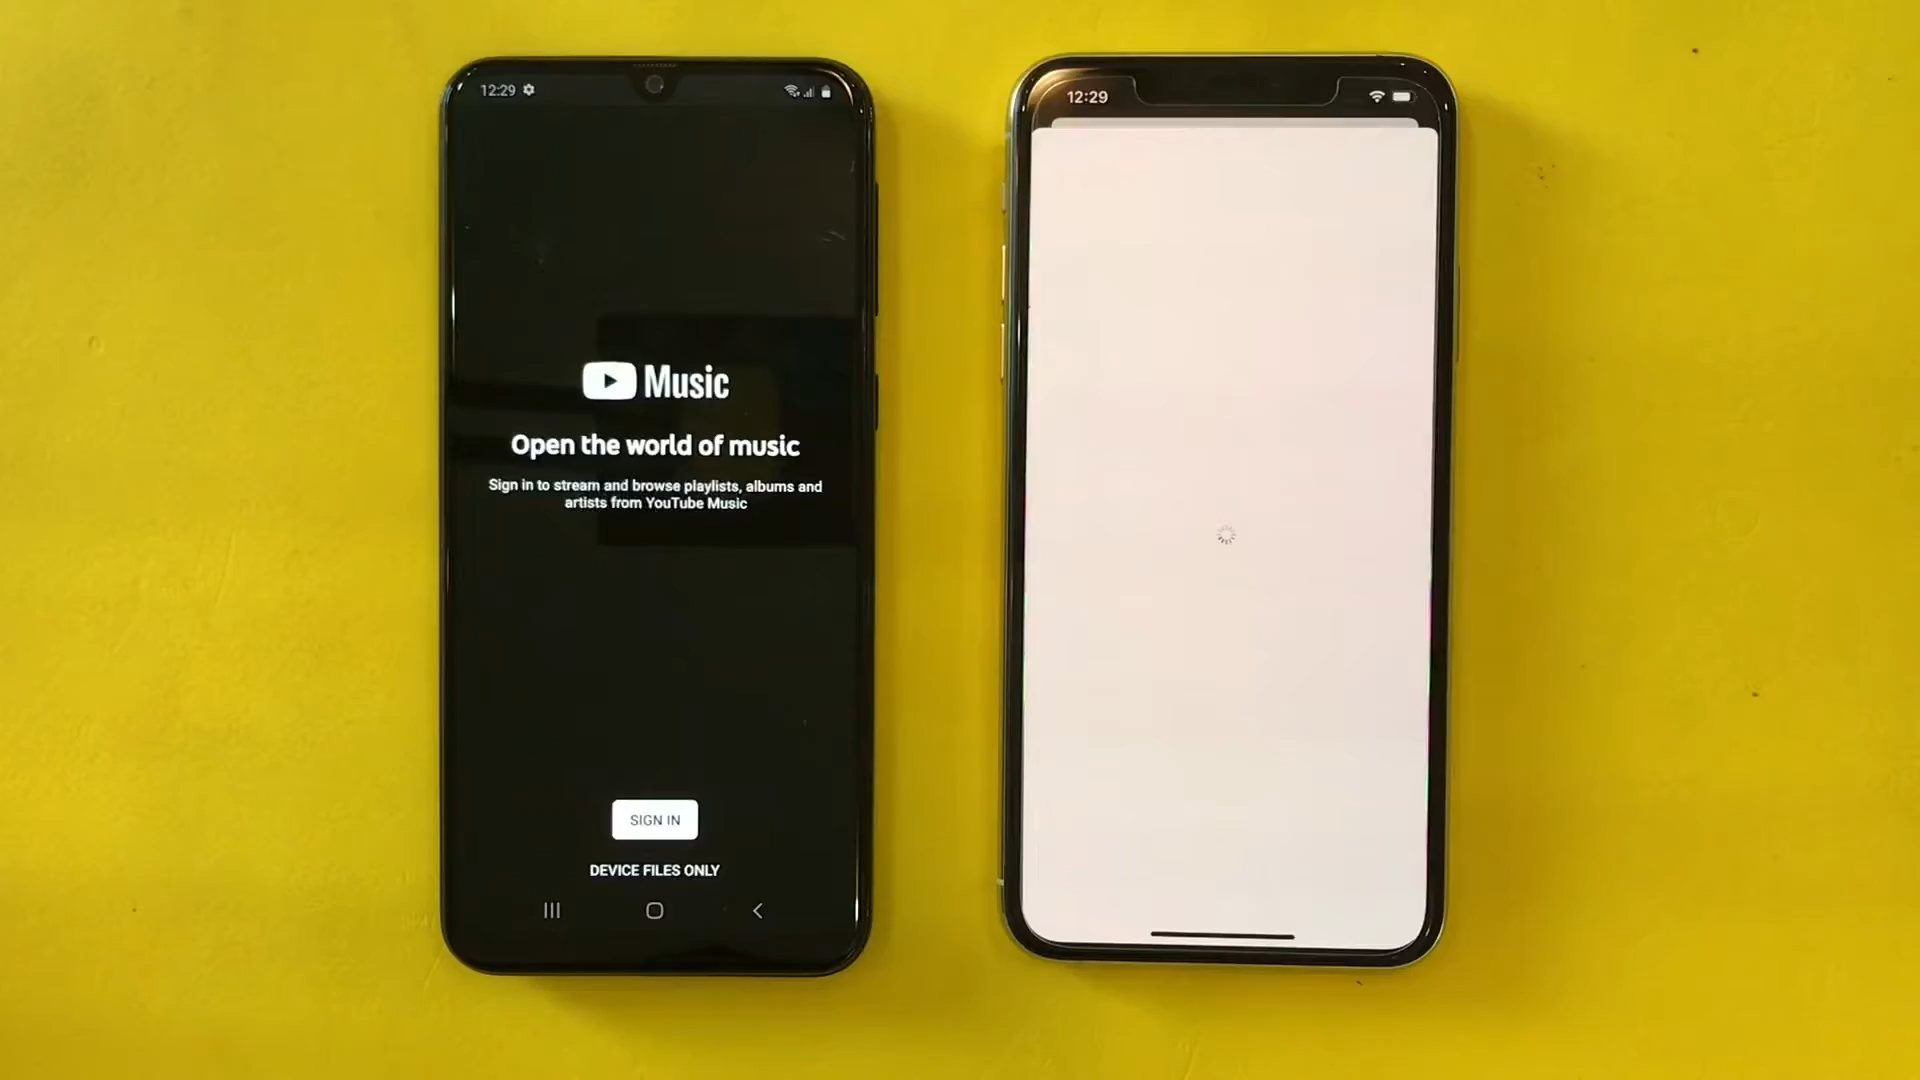 12:29
Music
Open the world of music
Sign in to stream and browse playlists, albums and
artists from YouTube Music
SIGN IN
DEVICE FILES ONLY
12:29